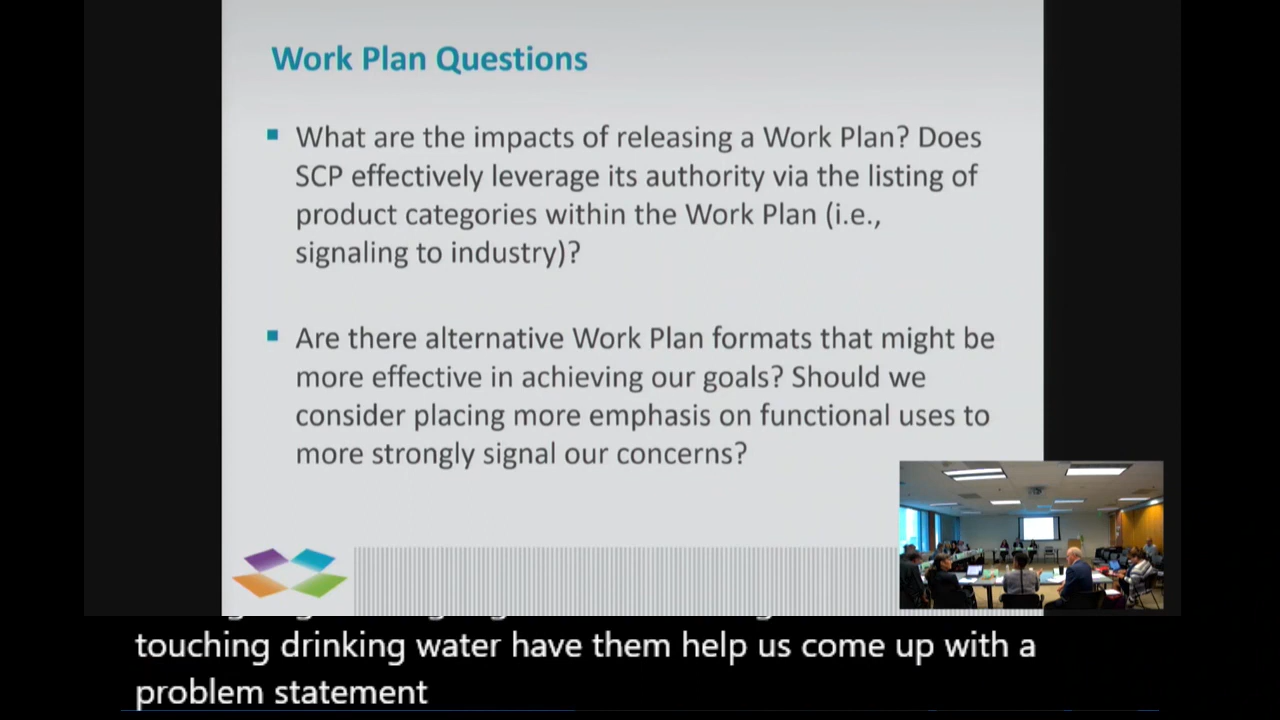 Work Plan Questions
What are the impacts of releasing a Work Plan? Does
SCP effectively leverage its authority via the listing of
product categories within the Work Plan (i.e.,
signaling to industry)?
Are there alternative Work Plan formats that might be
more effective in achieving our goals? Should we
consider placing more emphasis on functional uses to
more strongly signal our concerns?
touching drinking water have them help us come up with a
problem statement